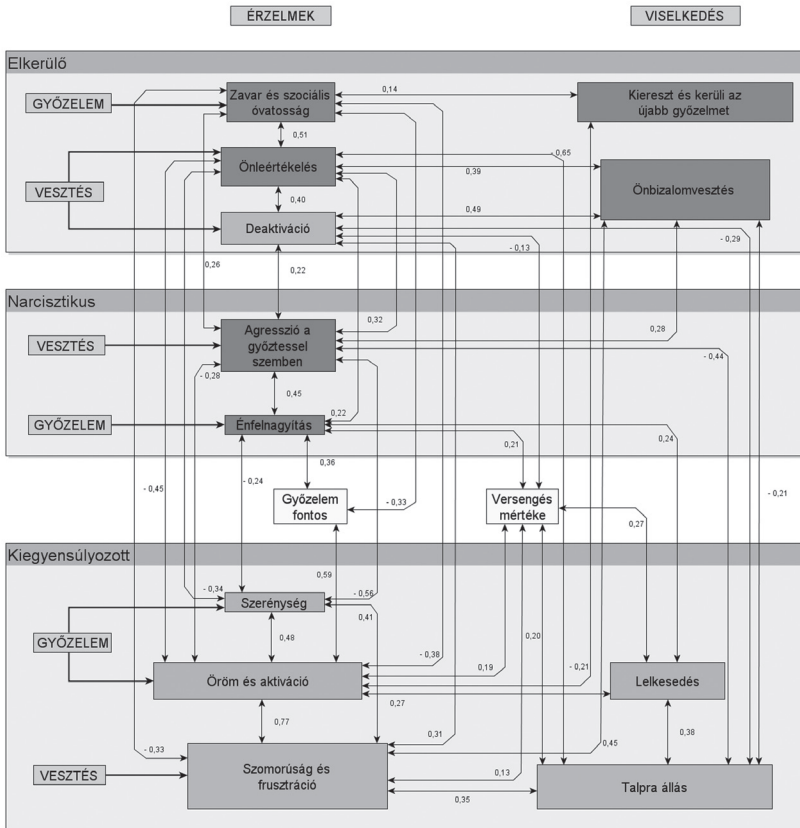 ÉRZELMEK
VISELKEDÉS
Elkerülő
GYŐZELEM
Zavar és szociális
óvatosság
0,14
Kiereszt és kerüli az
újabb győzelmet
0,51
VESZTÉS
Önleértékelés
- 0,65
0,39
Önbizalomvesztés
0,40
Deaktiváció
0,49
- 0,13
- 0,29
0,26
0,22
Narcisztikus
VESZTÉS
Agresszió a
győztessel
szemben
0,32
0,28
- 0,44
- 0,28
0,45
GYŐZELEM
Énfelnagyítás
0,22
0,21
0,24
0,36
- 0,45
- 0,24
Győzelem
fontos
- 0,33
Versengés
mértéke
0,27
- 0,21
Kiegyensúlyozott
0,59
- 0,34
- 0,56
Szerénység
0,41
GYŐZELEM
0,48
0,20
- 0,38
0,19
- 0,21
Öröm és aktiváció
Lelkesedés
0,27
0,77
0,31
0,45
0,38
- 0,33
VESZTÉS
Szomorúság és
frusztráció
0,13
0,35
Talpra állás